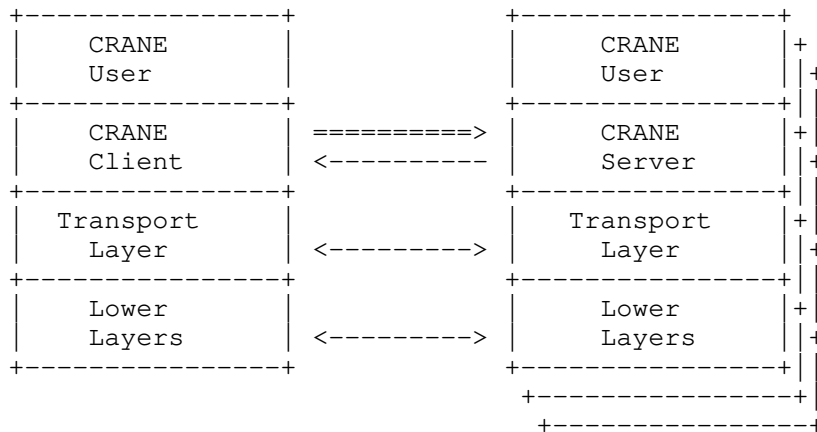 CRANE CRANE
User User
CRANE ==========> CRANE
Client <---------- Server
Transport Transport
Layer <---------> Layer
Lower Lower
Layers <---------> Layers